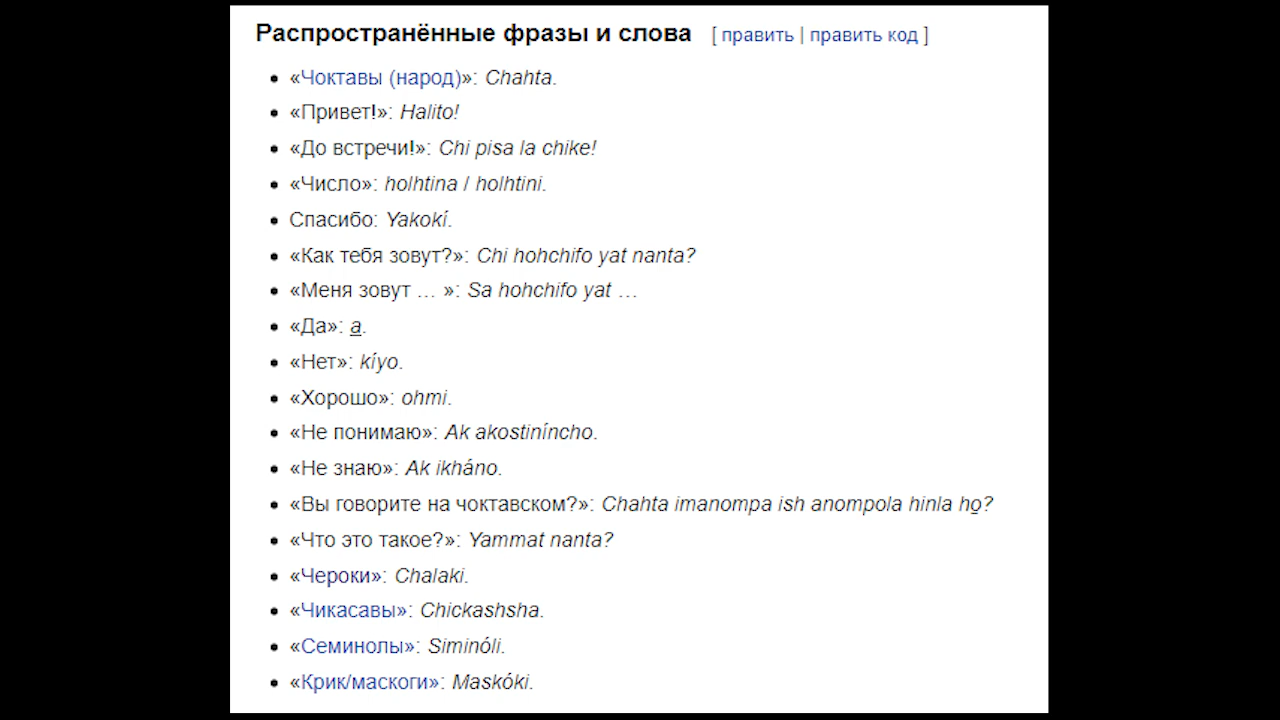 Распространённые фразы и слова [ править | править код ]
• «Чоктавы (народ)»: Chahta.
• «Привет!»: Halito!
• «До встречи!»: Chi pisa la chike!
• «Число»: holhtina / holhtini.
• Спасибо: Yakokí.
• «Как тебя зовут?»: Chi hohchifo yat nanta?
• «Меня зовут … »: Sa hohchifo yat …
• «Да»: a̲.
• «Нет»: kíyo.
• «Хорошо»: ohmi.
• «Не понимаю»: Ak akostiníncho.
• «Не знаю»: Ak ikháno.
• «Вы говорите на чоктавском?»: Chahta imanompa ish anompola hinla ho̲?
• «Что это такое?»: Yammat nanta?
• «Чероки»: Chalaki.
• «Чикасавы»: Chickashsha.
• «Семинолы»: Siminóli.
• «Крик/маскоги»: Maskóki.